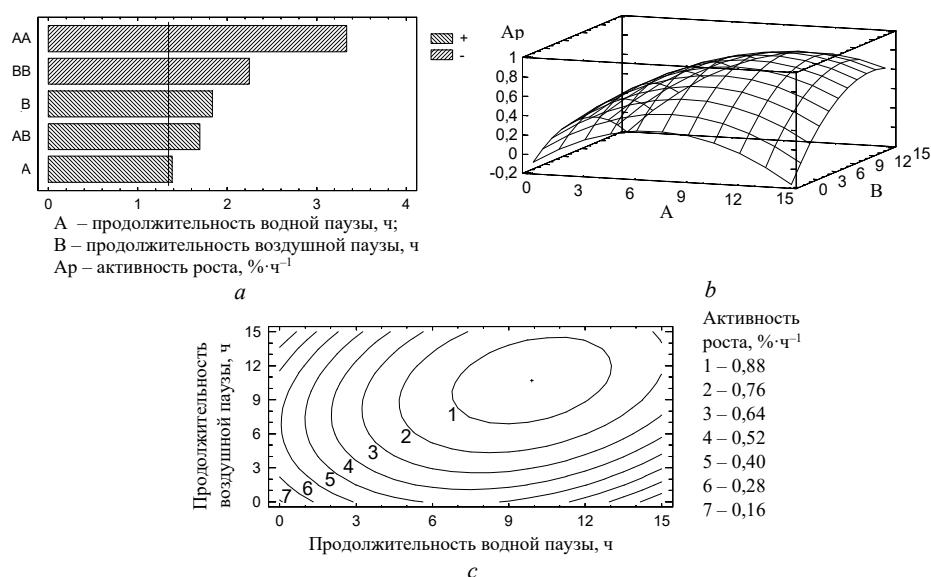 AA
BB
B
AB
A
0 1 2 3 4
+
-
А – продолжительность водной паузы, ч;
В – продолжительность воздушной паузы, ч
Ар – активность роста, %·ч⁻¹
a
Ар
1
0,8
0,6
0,4
0,2
0
-0,2
0 3 6 9 12 15
A
0 3 6 9 12 15
B
b
Продолжительность
воздушной паузы, ч
15
12
9
6
3
0
1
2
3
4
5
6
7
0 3 6 9 12 15
Продолжительность водной паузы, ч
c
Активность
роста, %·ч⁻¹
1 – 0,88
2 – 0,76
3 – 0,64
4 – 0,52
5 – 0,40
6 – 0,28
7 – 0,16